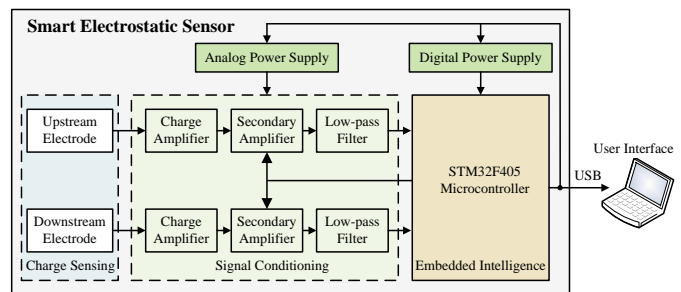 Smart Electrostatic Sensor
Analog Power Supply
Digital Power Supply
Upstream
Electrode
Charge
Amplifier
Secondary
Amplifier
Low-pass
Filter
STM32F405
Microcontroller
User Interface
USB
Downstream
Electrode
Charge
Amplifier
Secondary
Amplifier
Low-pass
Filter
Charge Sensing
Signal Conditioning
Embedded Intelligence